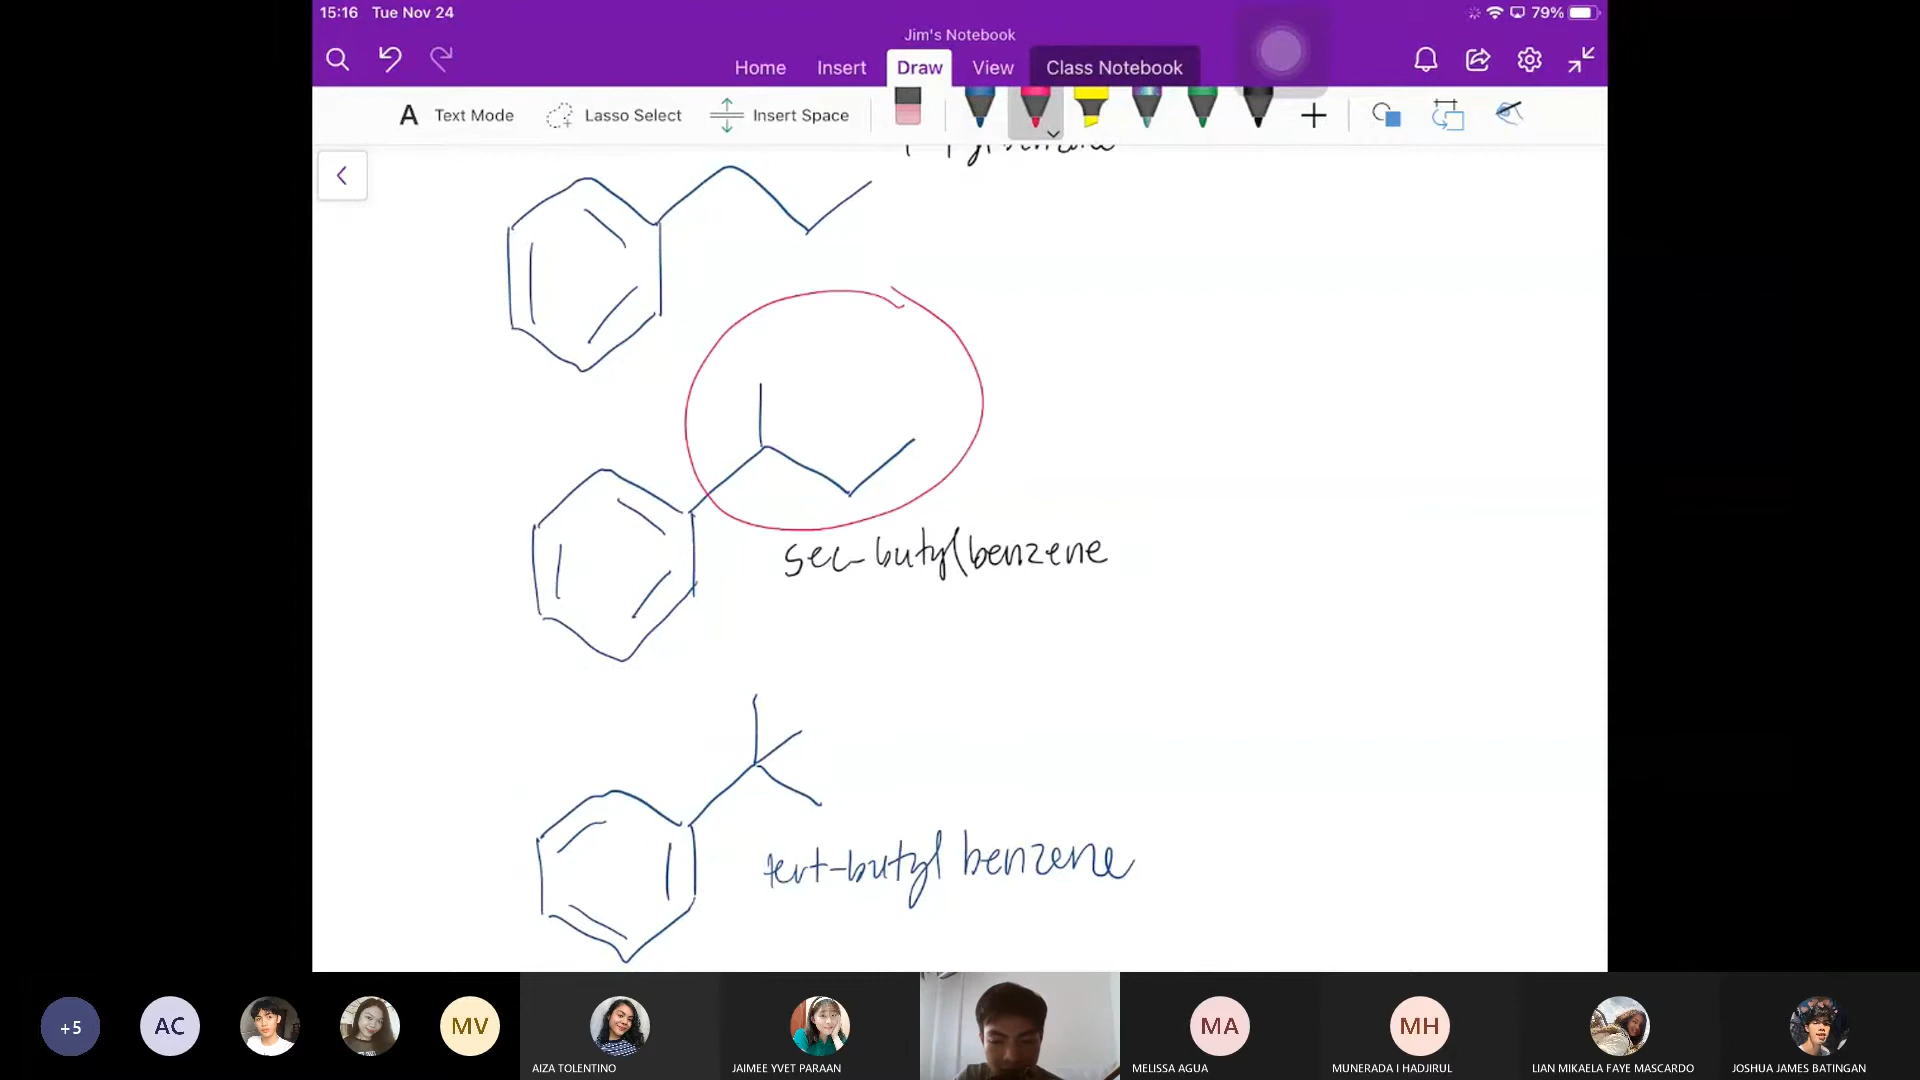 15:16 Tue Nov 24
79%
Jim's Notebook
Home Insert Draw View Class Notebook
A Text Mode Lasso Select Insert Space
sec-butylbenzene
tert-butyl benzene
+5 AC MV MA MH
AIZA TOLENTINO JAIMEE YVET PARAAN MELISSA AGUA MUNERADA I HADJIRUL LIAN MIKAELA FAYE MASCARDO JOSHUA JAMES BATINGAN